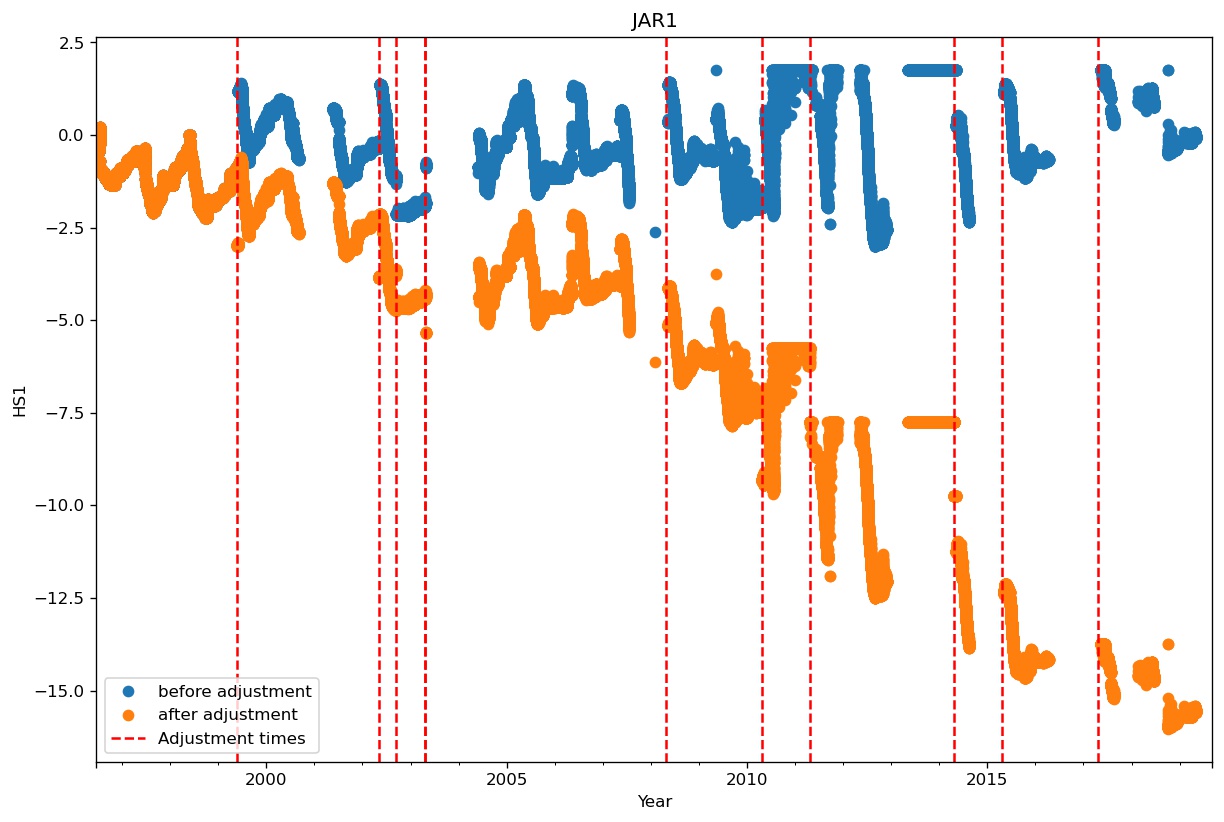 JAR1
2.5
0.0
−2.5
−5.0
−7.5
−10.0
−12.5
−15.0
HS1
before adjustment
after adjustment
Adjustment times
2000
2005
2010
2015
Year